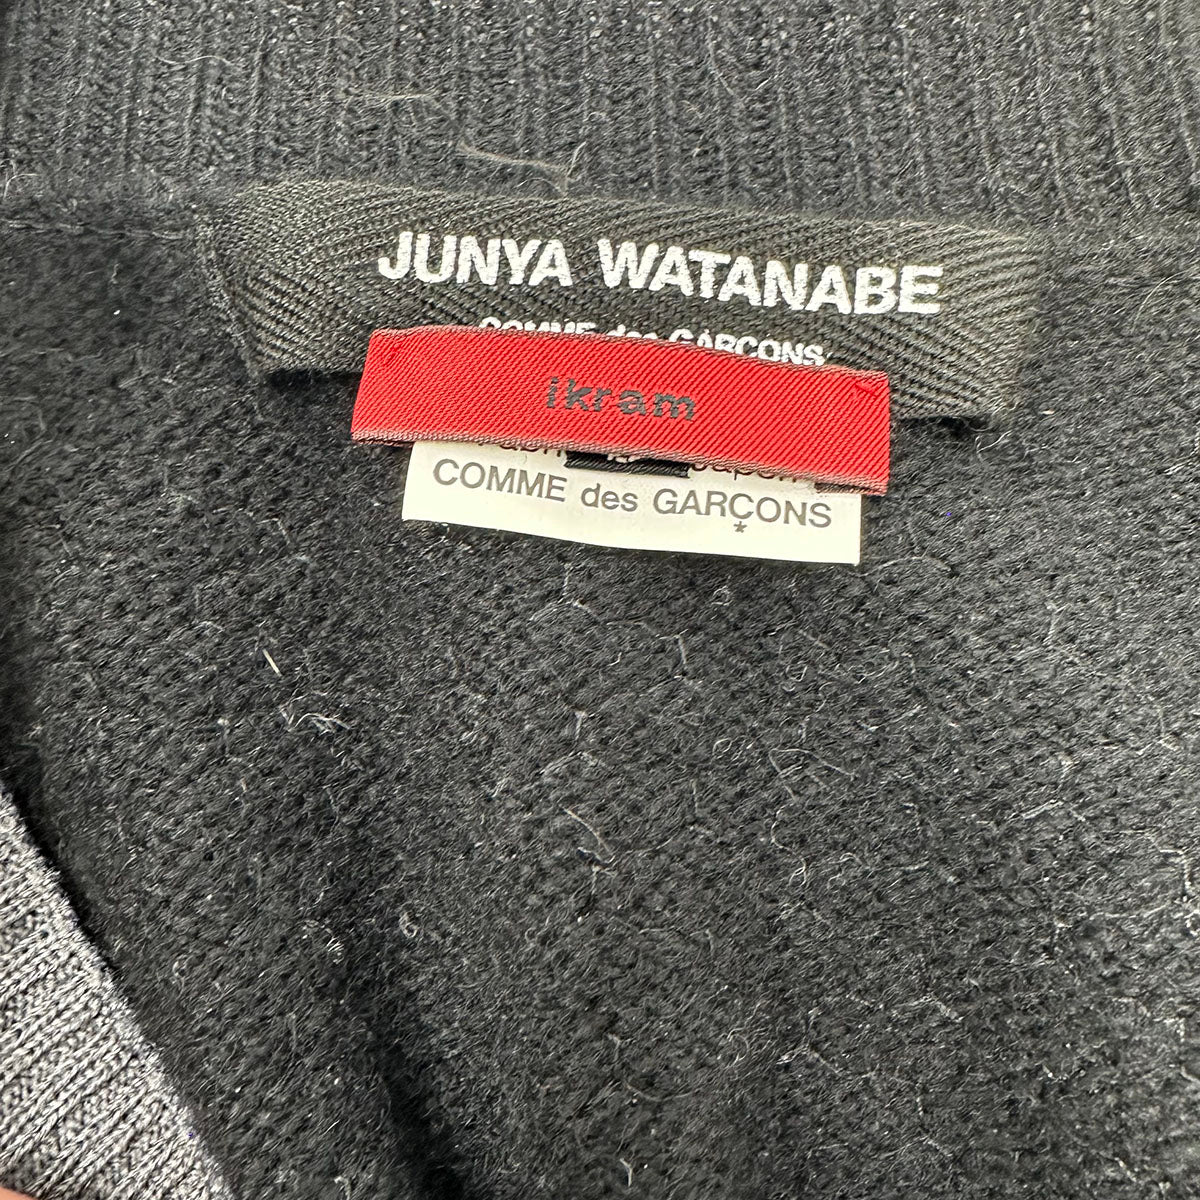 JUNYA WATANABE
COMME des GARCONS
ikram
COMME des GARÇONS
*